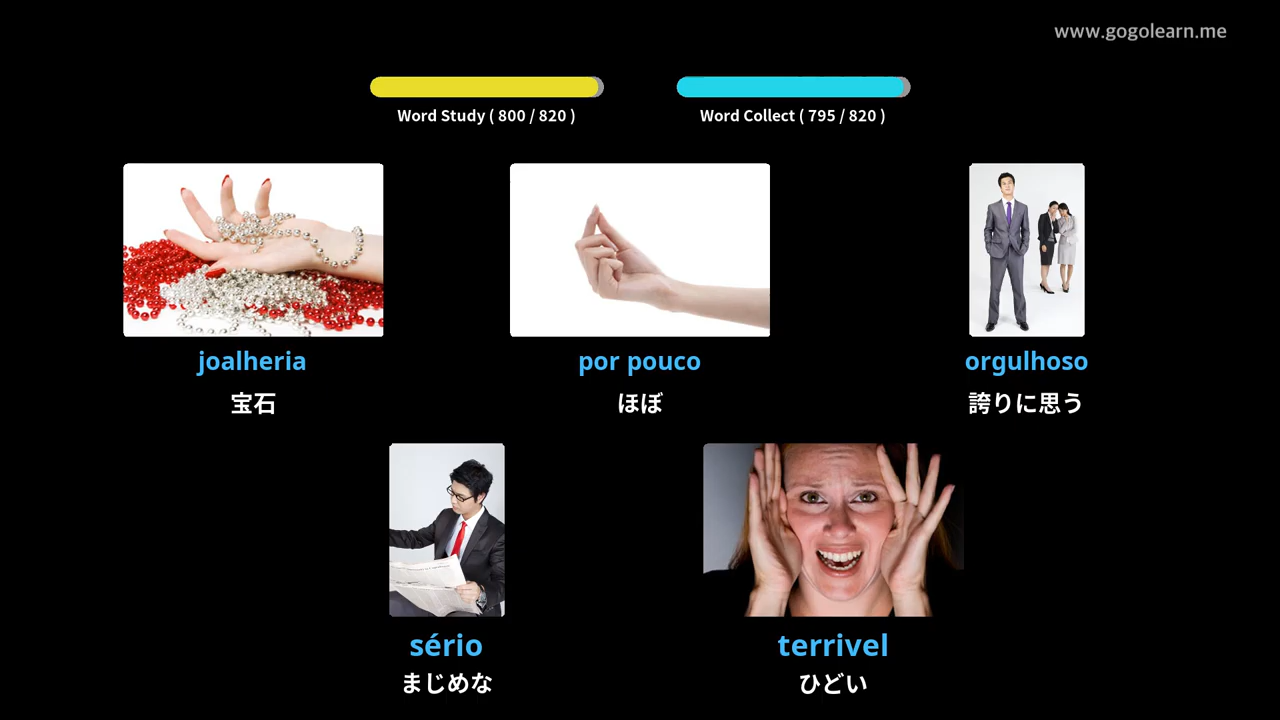 www.gogolearn.me
Word Study ( 800 / 820 )
Word Collect ( 795 / 820 )
joalheria
宝石
por pouco
ほぼ
orgulhoso
誇りに思う
sério
まじめな
terrivel
ひどい